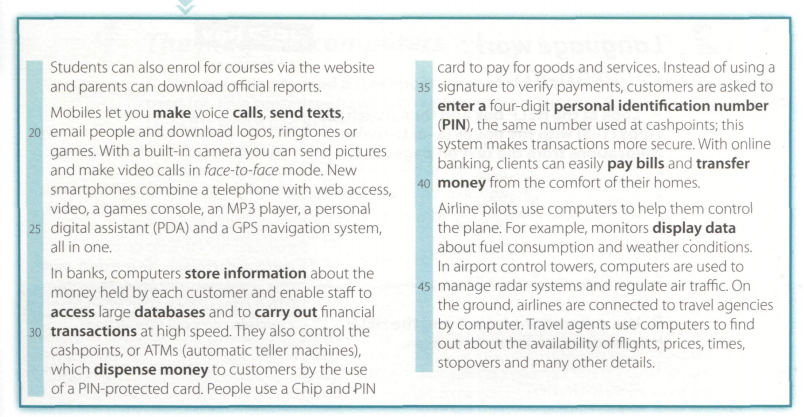 Students can also enrol for courses via the website
and parents can download official reports.
Mobiles let you make voice calls, send texts,
20 email people and download logos, ringtones or
games. With a built-in camera you can send pictures
and make video calls in face-to-face mode. New
smartphones combine a telephone with web access,
video, a games console, an MP3 player, a personal
25 digital assistant (PDA) and a GPS navigation system,
all in one.
In banks, computers store information about the
money held by each customer and enable staff to
access large databases and to carry out financial
30 transactions at high speed. They also control the
cashpoints, or ATMs (automatic teller machines),
which dispense money to customers by the use
of a PIN-protected card. People use a Chip and PIN
card to pay for goods and services. Instead of using a
35 signature to verify payments, customers are asked to
enter a four-digit personal identification number
(PIN), the same number used at cashpoints; this
system makes transactions more secure. With online
banking, clients can easily pay bills and transfer
40 money from the comfort of their homes.
Airline pilots use computers to help them control
the plane. For example, monitors display data
about fuel consumption and weather conditions.
In airport control towers, computers are used to
45 manage radar systems and regulate air traffic. On
the ground, airlines are connected to travel agencies
by computer. Travel agents use computers to find
out about the availability of flights, prices, times,
stopovers and many other details.